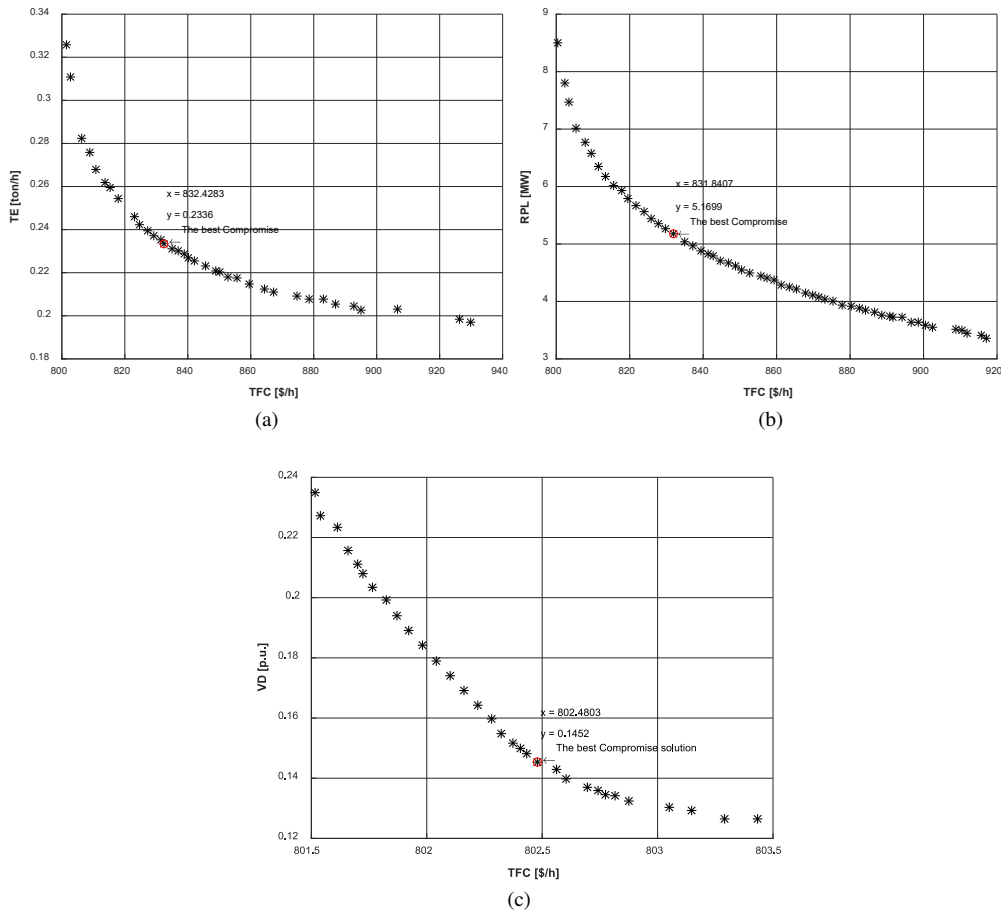 0.34
0.32
0.3
0.28
0.26
0.24
0.22
0.2
0.18
TE [ton/h]
x = 832.4283
y = 0.2336
The best Compromise
800 820 840 860 880 900 920 940
TFC [$/h]
(a)
9
8
7
6
5
4
3
RPL [MW]
x = 831.8407
y = 5.1699
The best Compromise
800 820 840 860 880 900 920
TFC [$/h]
(b)
0.24
0.22
0.2
0.18
0.16
0.14
0.12
VD [p.u.]
x = 802.4803
y = 0.1452
The best Compromise solution
801.5 802 802.5 803 803.5
TFC [$/h]
(c)